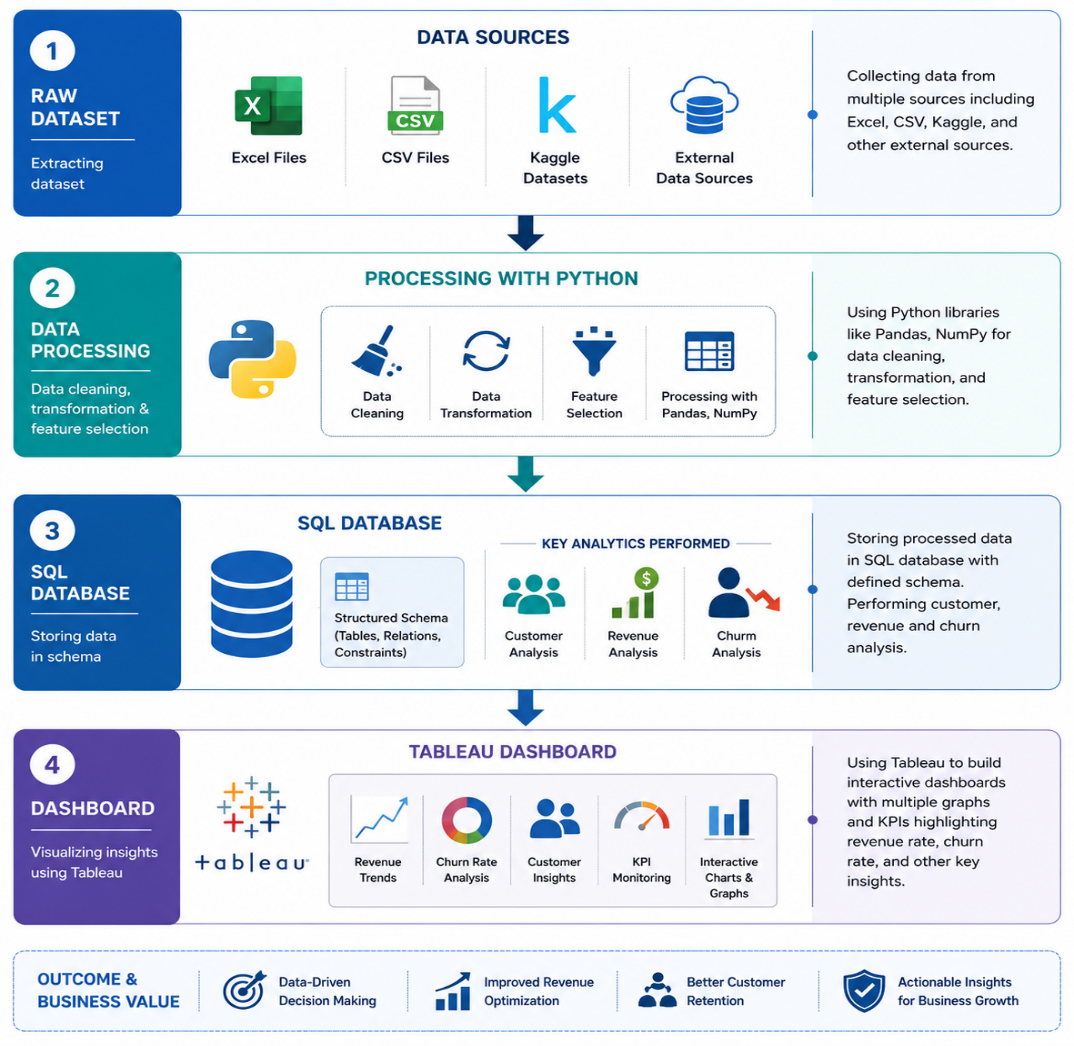 1
RAW
DATASET
Extracting
dataset
DATA SOURCES
X
Excel Files
CSV
CSV Files
k
Kaggle
Datasets
External
Data Sources
Collecting data from
multiple sources including
Excel, CSV, Kaggle, and
other external sources.
2
DATA
PROCESSING
Data cleaning,
transformation &
feature selection
PROCESSING WITH PYTHON
Data
Cleaning
Data
Transformation
Feature
Selection
Processing with
Pandas, NumPy
Using Python libraries
like Pandas, NumPy for
data cleaning,
transformation, and
feature selection.
3
SQL
DATABASE
Storing data
in schema
SQL DATABASE
Structured Schema
(Tables, Relations,
Constraints)
KEY ANALYTICS PERFORMED
Customer
Analysis
$
Revenue
Analysis
Churm
Analysis
Storing processed data
in SQL database with
defined schema.
Performing customer,
revenue and churn
analysis.
4
DASHBOARD
Visualizing insights
using Tableau
TABLEAU DASHBOARD
+ab|eau
Revenue
Trends
Churn Rate
Analysis
Customer
Insights
KPI
Monitoring
Interactive
Charts &
Graphs
Using Tableau to build
interactive dashboards
with multiple graphs
and KPIs highlighting
revenue rate, churn
rate, and other key
insights.
OUTCOME &
BUSINESS VALUE
Data-Driven
Decision Making
Improved Revenue
Optimization
Better Customer
Retention
Actionable Insights
for Business Growth